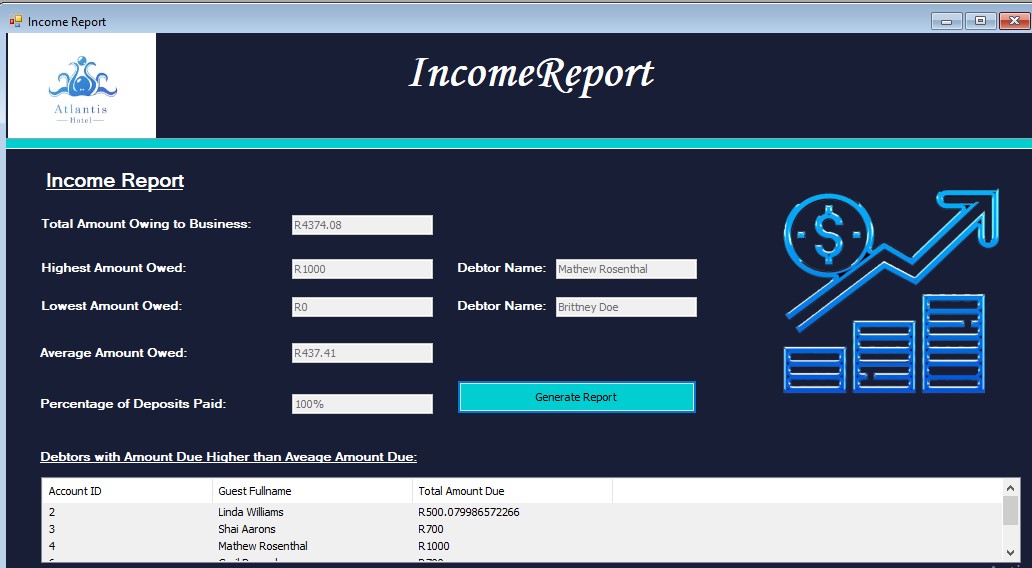 Income Report
IncomeReport
Atlantis
Hotel
Income Report
Total Amount Owing to Business: R4374.08
Highest Amount Owed: R1000 Debtor Name: Mathew Rosenthal
Lowest Amount Owed: R0 Debtor Name: Brittney Doe
Average Amount Owed: R437.41
Percentage of Deposits Paid: 100% Generate Report
Debtors with Amount Due Higher than Aveage Amount Due:
Account ID Guest Fullname Total Amount Due
2 Linda Williams R500.079986572266
3 Shai Aarons R700
4 Mathew Rosenthal R1000